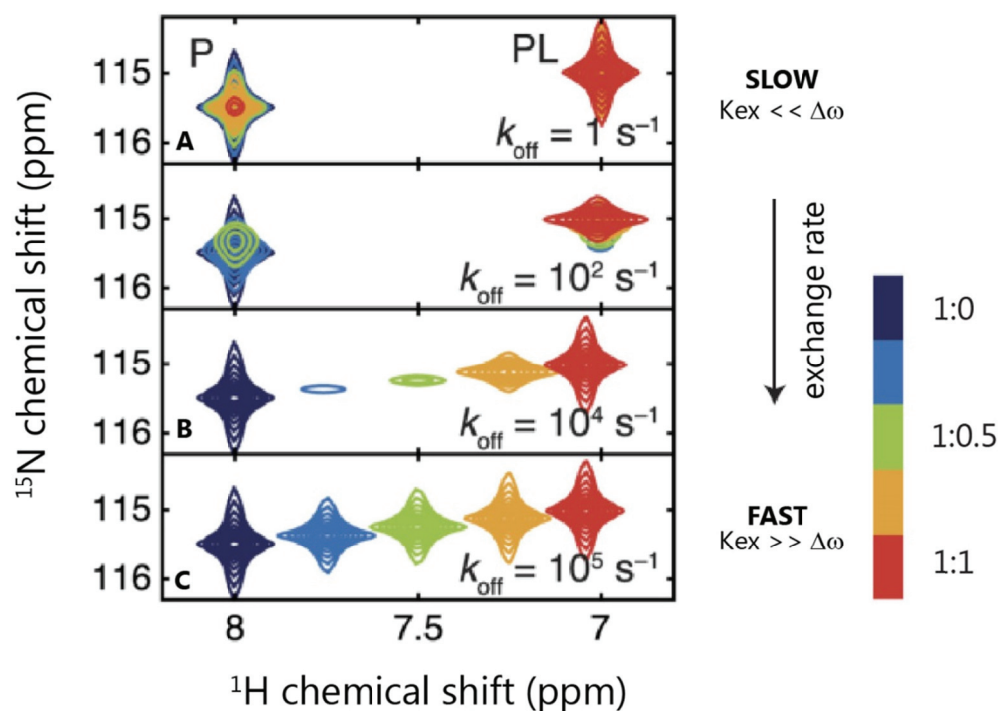 ¹⁵N chemical shift (ppm)
P
PL
115
116
A
k_off = 1 s⁻¹
115
116
k_off = 10² s⁻¹
115
116
B
k_off = 10⁴ s⁻¹
115
116
C
k_off = 10⁵ s⁻¹
8
7.5
7
¹H chemical shift (ppm)
SLOW
Kex << Δω
exchange rate
FAST
Kex >> Δω
1:0
1:0.5
1:1